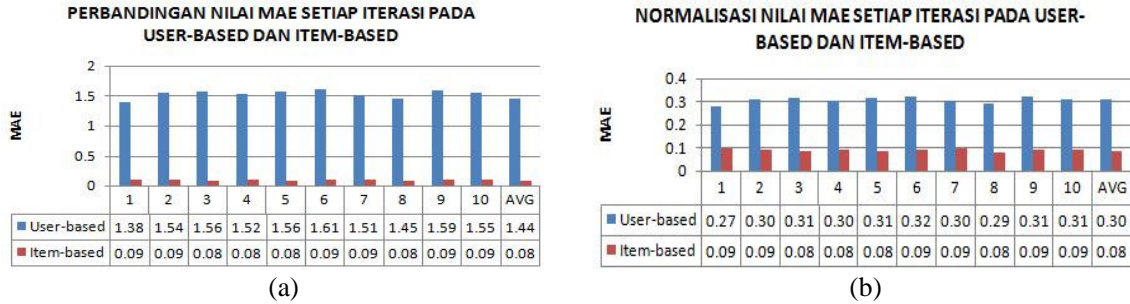 PERBANDINGAN NILAI MAE SETIAP ITERASI PADA
USER-BASED DAN ITEM-BASED
MAE
2
1.5
1
0.5
0
1 2 3 4 5 6 7 8 9 10 AVG
User-based 1.38 1.54 1.56 1.52 1.56 1.61 1.51 1.45 1.59 1.55 1.44
Item-based 0.09 0.09 0.08 0.08 0.08 0.09 0.09 0.08 0.09 0.09 0.08
(a)
NORMALISASI NILAI MAE SETIAP ITERASI PADA USER-
BASED DAN ITEM-BASED
MAE
0.4
0.3
0.2
0.1
0
1 2 3 4 5 6 7 8 9 10 AVG
User-based 0.27 0.30 0.31 0.30 0.31 0.32 0.30 0.29 0.31 0.31 0.30
Item-based 0.09 0.09 0.08 0.08 0.08 0.09 0.09 0.08 0.09 0.09 0.08
(b)